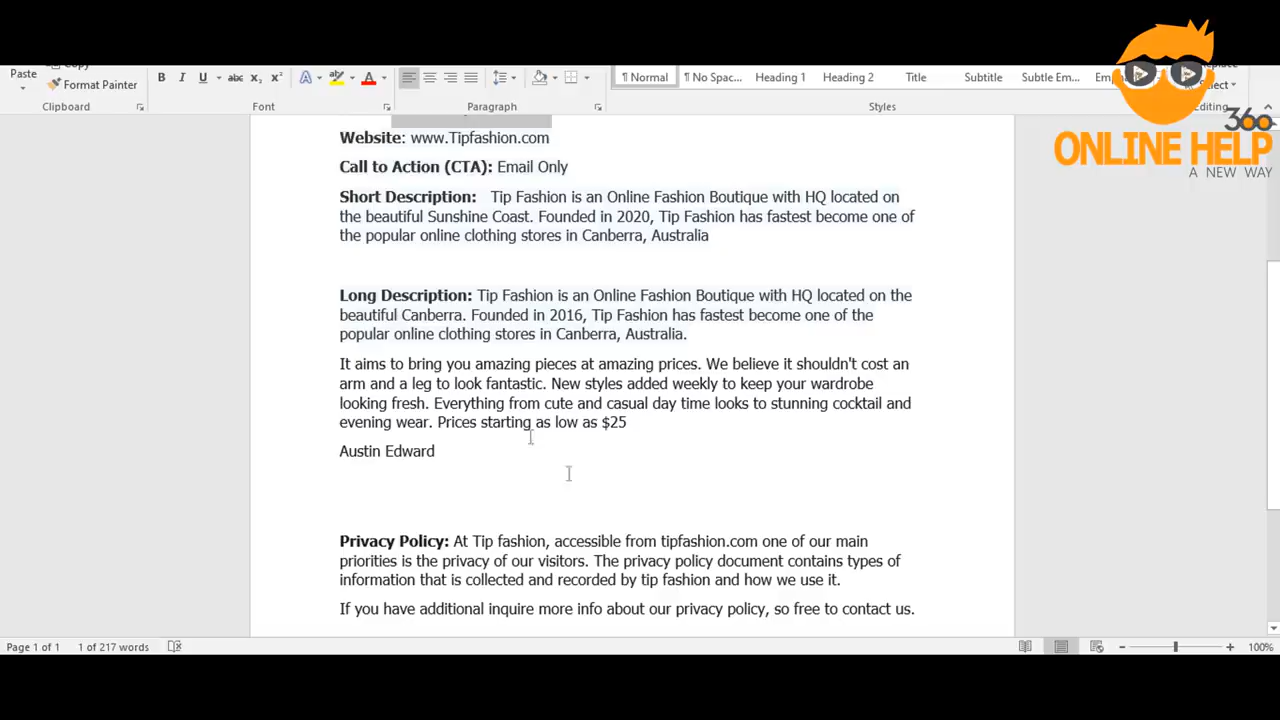 Paste
Copy
Format Painter
B I U abc x₂ x² A ab A
¶ Normal ¶ No Spac... Heading 1 Heading 2 Title Subtitle Subtle Em...
Select
Clipboard Font Paragraph Styles Editing
360
ONLINE HELP
A NEW WAY
Website: www.Tipfashion.com
Call to Action (CTA): Email Only
Short Description: Tip Fashion is an Online Fashion Boutique with HQ located on
the beautiful Sunshine Coast. Founded in 2020, Tip Fashion has fastest become one of
the popular online clothing stores in Canberra, Australia
Long Description: Tip Fashion is an Online Fashion Boutique with HQ located on the
beautiful Canberra. Founded in 2016, Tip Fashion has fastest become one of the
popular online clothing stores in Canberra, Australia.
It aims to bring you amazing pieces at amazing prices. We believe it shouldn't cost an
arm and a leg to look fantastic. New styles added weekly to keep your wardrobe
looking fresh. Everything from cute and casual day time looks to stunning cocktail and
evening wear. Prices starting as low as $25
Austin Edward
Privacy Policy: At Tip fashion, accessible from tipfashion.com one of our main
priorities is the privacy of our visitors. The privacy policy document contains types of
information that is collected and recorded by tip fashion and how we use it.
If you have additional inquire more info about our privacy policy, so free to contact us.
Page 1 of 1 1 of 217 words 100%